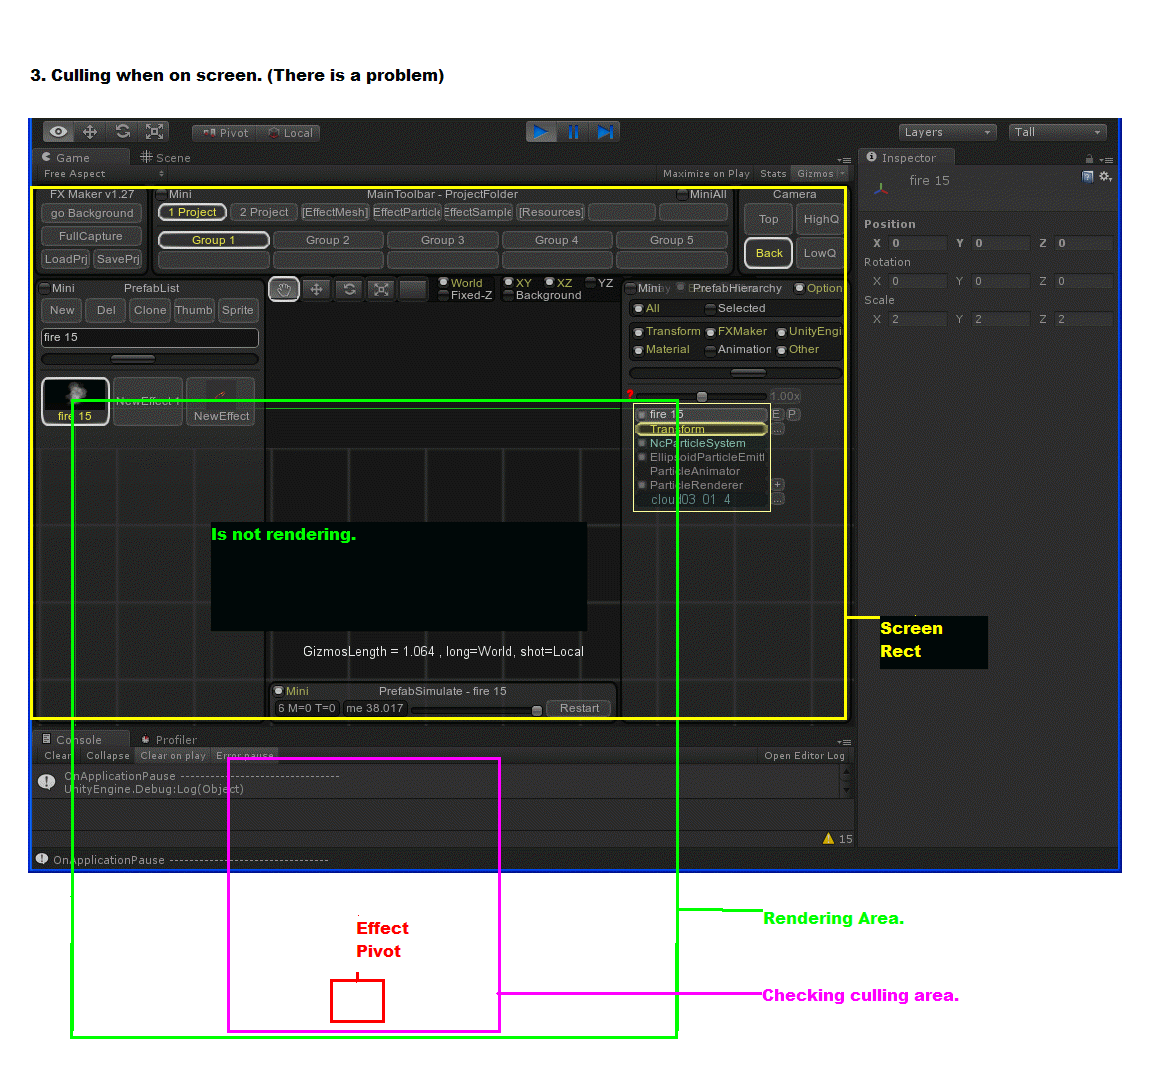 3. Culling when on screen. (There is a problem)
Pivot Local
Layers Tall
Game Scene
Inspector
Free Aspect
Maximize on Play Stats Gizmos
fire 15
FX Maker v1.27
Mini MainToolbar - ProjectFolder MiniAll
Camera
go Background
1 Project 2 Project [EffectMesh] EffectParticle EffectSample [Resources]
Top HighQ
FullCapture
Group 1 Group 2 Group 3 Group 4 Group 5
LoadPrj SavePrj
Back LowQ
Position
X 0 Y 0 Z 0
Rotation
X 0 Y 0 Z 0
Scale
X 2 Y 2 Z 2
Mini PrefabList
New Del Clone Thumb Sprite
fire 15
fire 15 NewEffect 1 NewEffect
World XY XZ YZ
Fixed-Z Background
Mini PrefabHierarchy Option
All Selected
Transform FXMaker UnityEngi
Material Animation Other
? 1.00x
fire 15 E P
Transform ...
NcParticleSystem
EllipsoidParticleEmitt
ParticleAnimator
ParticleRenderer +
cloud03_01_4 ...
Is not rendering.
Screen
Rect
GizmosLength = 1.064 , long=World, shot=Local
Mini PrefabSimulate - fire 15
6 M=0 T=0 me 38.017 Restart
Console Profiler
Clear Collapse Clear on play Error pause Open Editor Log
OnApplicationPause --------------------------------
UnityEngine.Debug:Log(Object)
15
OnApplicationPause --------------------------------
Effect
Pivot
Rendering Area.
Checking culling area.